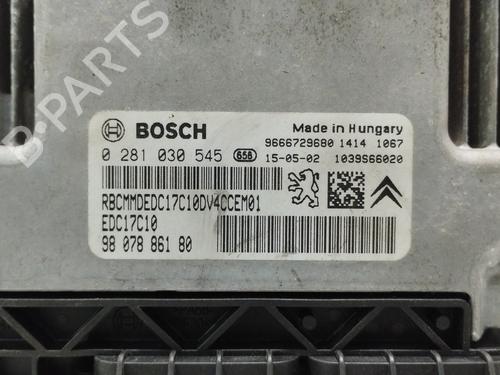 B-PARTS
BOSCH
Made in Hungary
9666729680 1414 1067
0 281 030 545 656 15-05-02 1039S66020
RBCMMDEDC17C10DV4CCEM01
EDC17C10
98 078 861 80